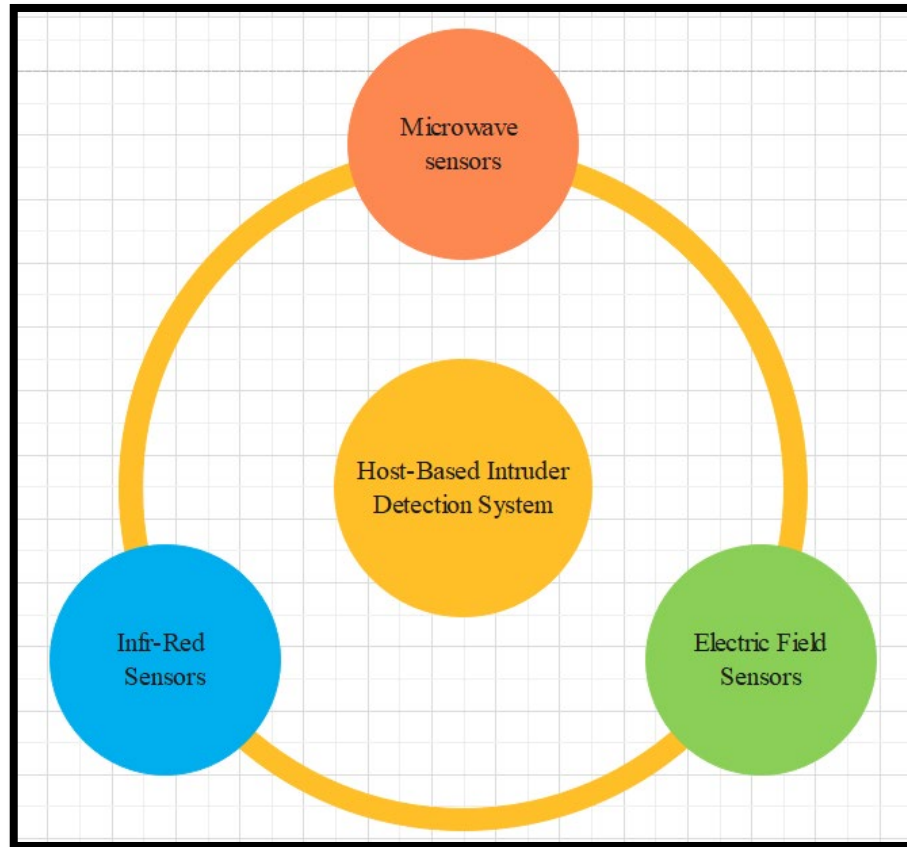 Microwave
sensors
Host-Based Intruder
Detection System
Infr-Red
Sensors
Electric Field
Sensors